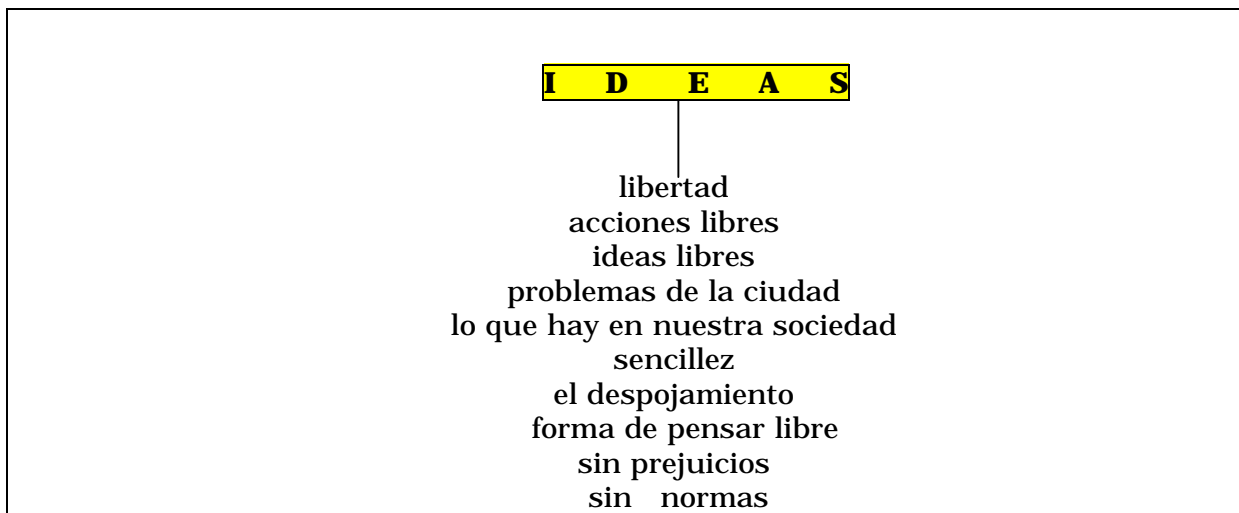 I D E A S
libertad
acciones libres
ideas libres
problemas de la ciudad
lo que hay en nuestra sociedad
sencillez
el despojamiento
forma de pensar libre
sin prejuicios
sin normas